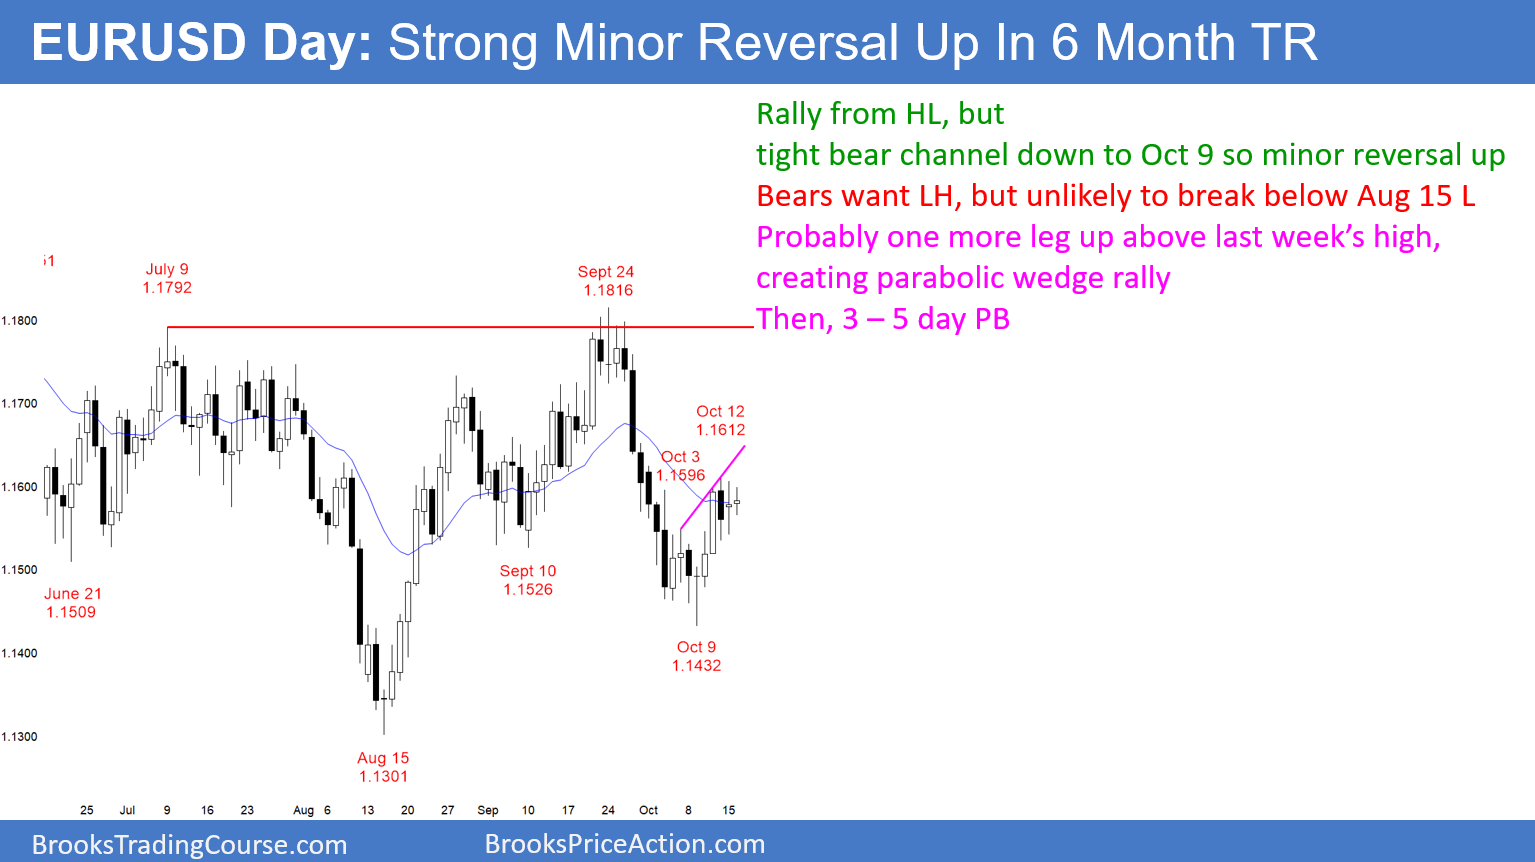 EURUSD Day: Strong Minor Reversal Up In 6 Month TR
Rally from HL, but
tight bear channel down to Oct 9 so minor reversal up
Bears want LH, but unlikely to break below Aug 15 L
Probably one more leg up above last week’s high,
creating parabolic wedge rally
Then, 3 – 5 day PB
July 9
1.1792
Sept 24
1.1816
1.1800
1.1700
Oct 12
1.1612
Oct 3
1.1596
1.1600
1.1500
Sept 10
1.1526
June 21
1.1509
Oct 9
1.1432
1.1400
1.1300
Aug 15
1.1301
25 Jul 9 16 23 Aug 6 13 20 27 Sep 10 17 24 Oct 8 15
BrooksTradingCourse.com BrooksPriceAction.com